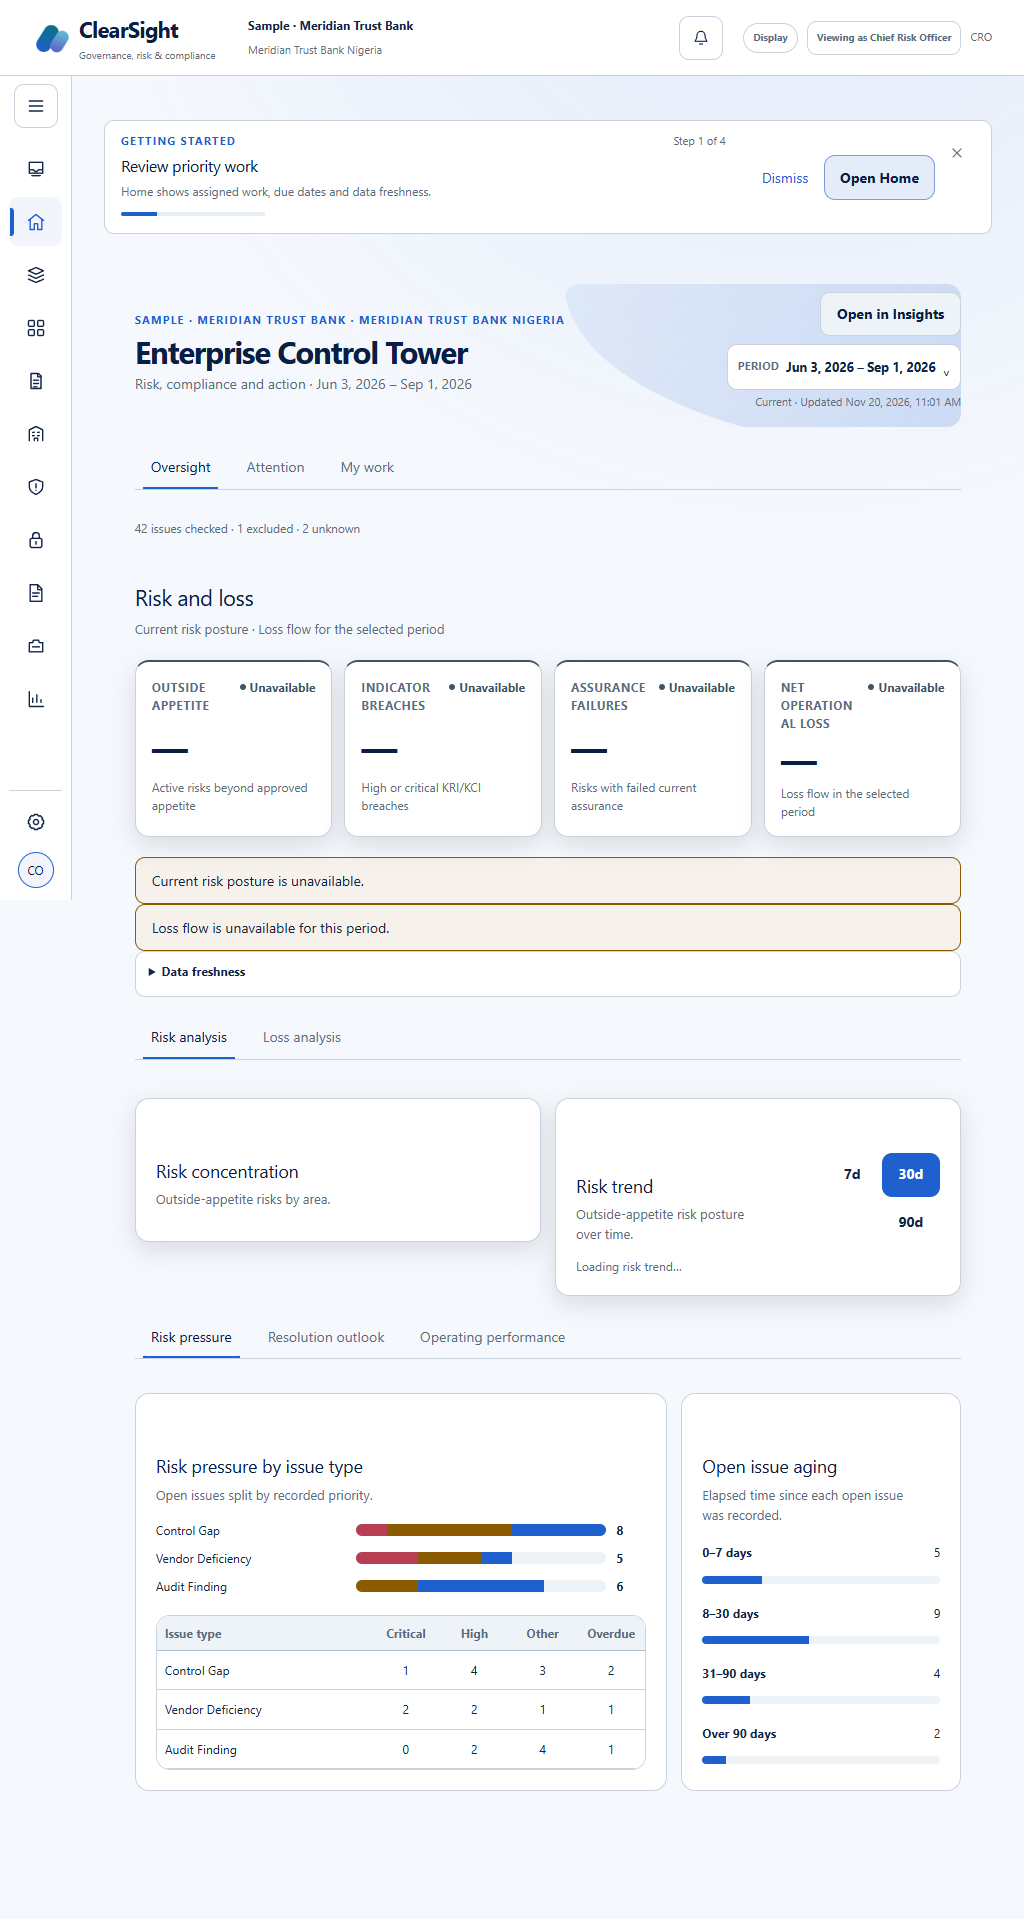 ClearSight
Governance, risk & compliance
Sample · Meridian Trust Bank
Meridian Trust Bank Nigeria
Display
Viewing as Chief Risk Officer
CRO
GETTING STARTED
Step 1 of 4
Review priority work
Home shows assigned work, due dates and data freshness.
Dismiss
Open Home
SAMPLE · MERIDIAN TRUST BANK · MERIDIAN TRUST BANK NIGERIA
Enterprise Control Tower
Risk, compliance and action · Jun 3, 2026 – Sep 1, 2026
Open in Insights
PERIOD Jun 3, 2026 – Sep 1, 2026 v
Current · Updated Nov 20, 2026, 11:01 AM
Oversight Attention My work
42 issues checked · 1 excluded · 2 unknown
Risk and loss
Current risk posture · Loss flow for the selected period
OUTSIDE
APPETITE
Unavailable
—
Active risks beyond approved
appetite
INDICATOR
BREACHES
Unavailable
—
High or critical KRI/KCI
breaches
ASSURANCE
FAILURES
Unavailable
—
Risks with failed current
assurance
NET
OPERATION
AL LOSS
Unavailable
—
Loss flow in the selected
period
CO
Current risk posture is unavailable.
Loss flow is unavailable for this period.
Data freshness
Risk analysis Loss analysis
Risk concentration
Outside-appetite risks by area.
Risk trend
Outside-appetite risk posture
over time.
7d 30d
90d
Loading risk trend...
Risk pressure Resolution outlook Operating performance
Risk pressure by issue type
Open issues split by recorded priority.
Control Gap 8
Vendor Deficiency 5
Audit Finding 6
Issue type Critical High Other Overdue
Control Gap 1 4 3 2
Vendor Deficiency 2 2 1 1
Audit Finding 0 2 4 1
Open issue aging
Elapsed time since each open issue
was recorded.
0–7 days 5
8–30 days 9
31–90 days 4
Over 90 days 2